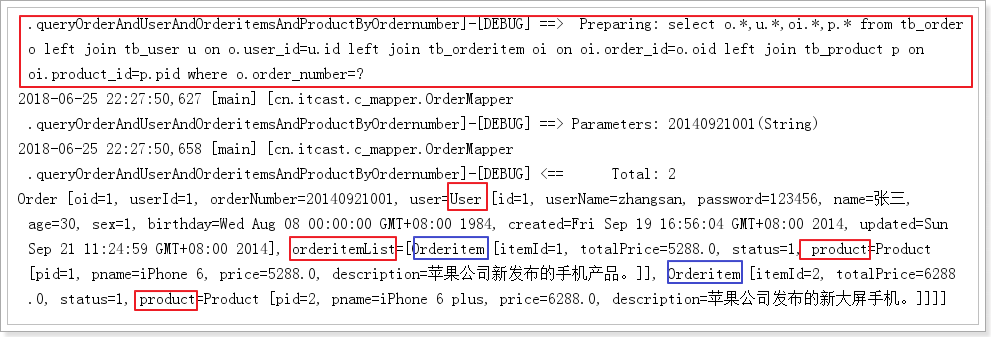 .queryOrderAndUserAndOrderitemsAndProductByOrdernumber]-[DEBUG] ==>  Preparing: select o.*,u.*,oi.*,p.* from tb_order
o left join tb_user u on o.user_id=u.id left join tb_orderitem oi on oi.order_id=o.oid left join tb_product p on
oi.product_id=p.pid where o.order_number=?
2018-06-25 22:27:50,627 [main] [cn.itcast.c_mapper.OrderMapper
.queryOrderAndUserAndOrderitemsAndProductByOrdernumber]-[DEBUG] ==> Parameters: 20140921001(String)
2018-06-25 22:27:50,658 [main] [cn.itcast.c_mapper.OrderMapper
.queryOrderAndUserAndOrderitemsAndProductByOrdernumber]-[DEBUG] <==      Total: 2
Order [oid=1, userId=1, orderNumber=20140921001, user=User [id=1, userName=zhangsan, password=123456, name=张三,
age=30, sex=1, birthday=Wed Aug 08 00:00:00 GMT+08:00 1984, created=Fri Sep 19 16:56:04 GMT+08:00 2014, updated=Sun
Sep 21 11:24:59 GMT+08:00 2014], orderitemList=[Orderitem [itemId=1, totalPrice=5288.0, status=1, product=Product
[pid=1, pname=iPhone 6, price=5288.0, description=苹果公司新发布的手机产品。]], Orderitem [itemId=2, totalPrice=6288
.0, status=1, product=Product [pid=2, pname=iPhone 6 plus, price=6288.0, description=苹果公司发布的新大屏手机。]]]]